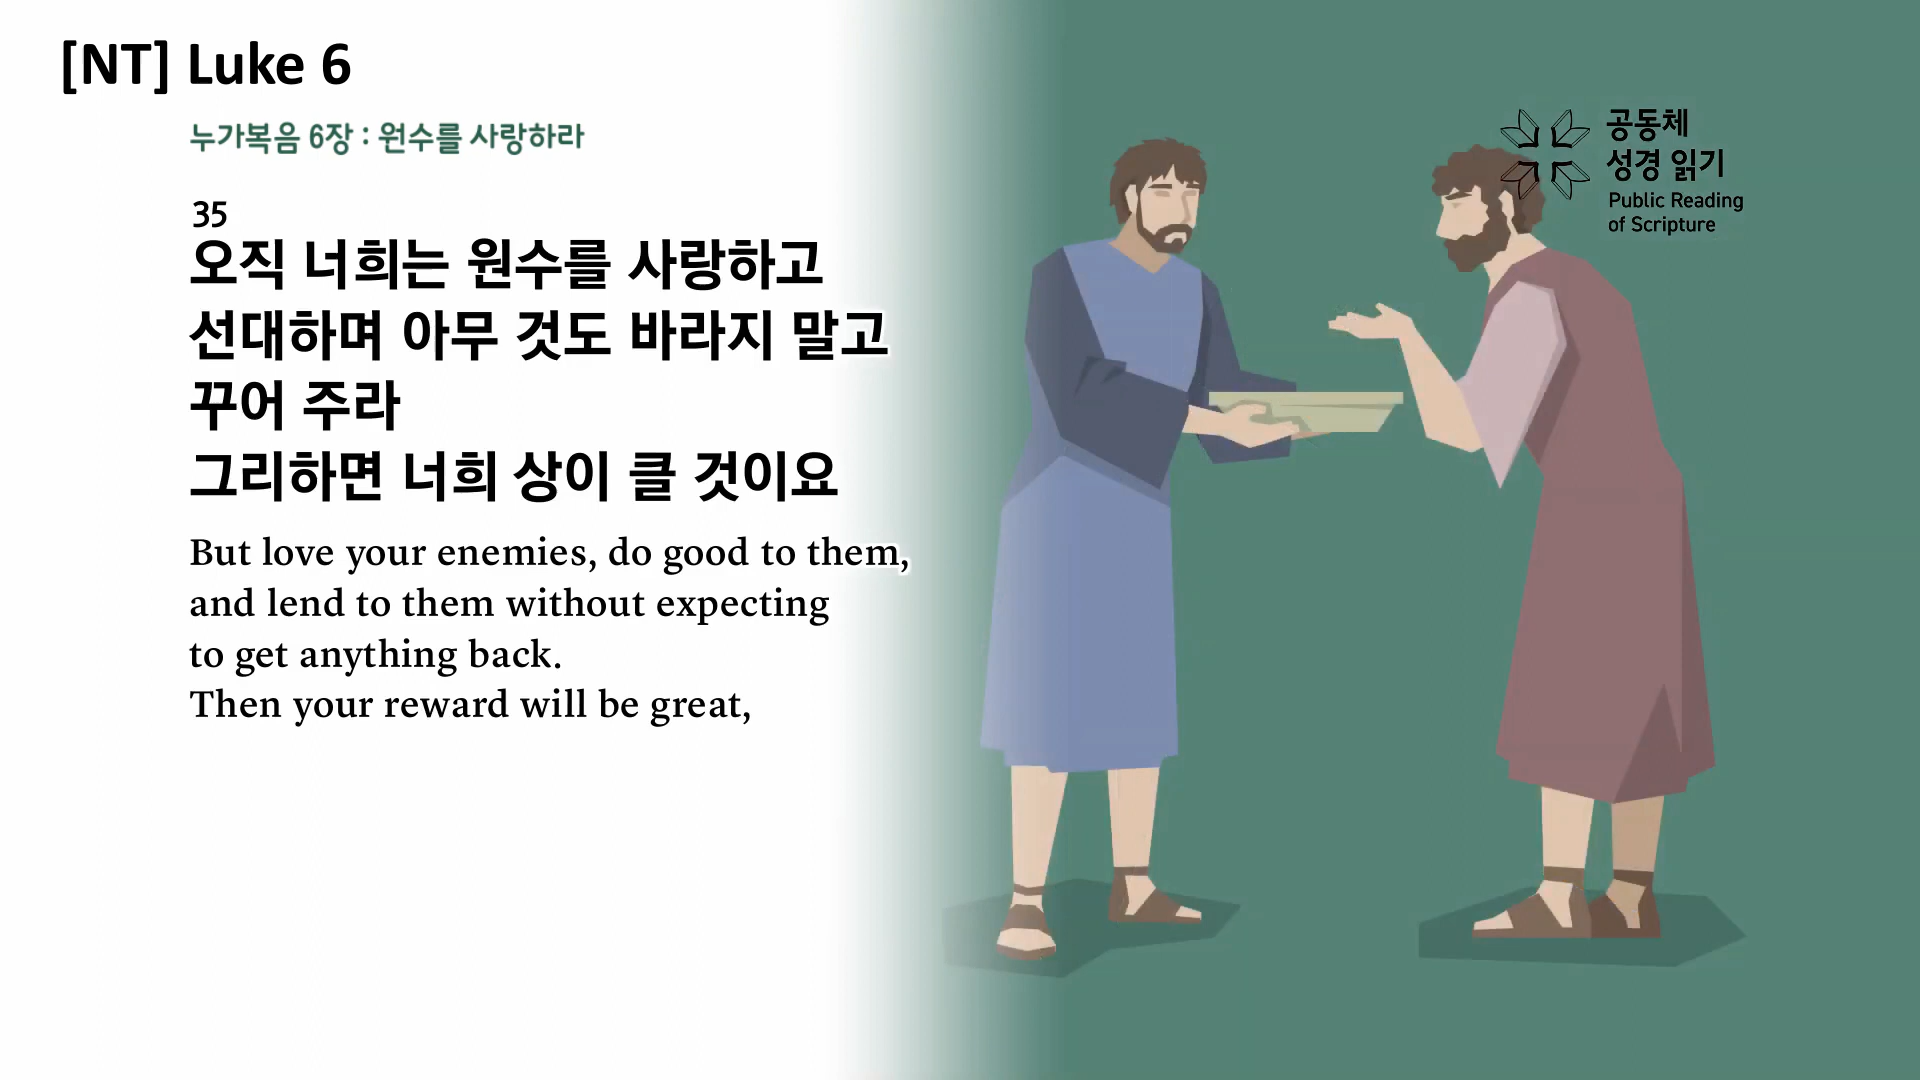 [NT] Luke 6
누가복음 6장 : 원수를 사랑하라
35
오직 너희는 원수를 사랑하고
선대하며 아무 것도 바라지 말고
꾸어 주라
그리하면 너희 상이 클 것이요
But love your enemies, do good to them,
and lend to them without expecting
to get anything back.
Then your reward will be great,
공동체
성경 읽기
Public Reading
of Scripture